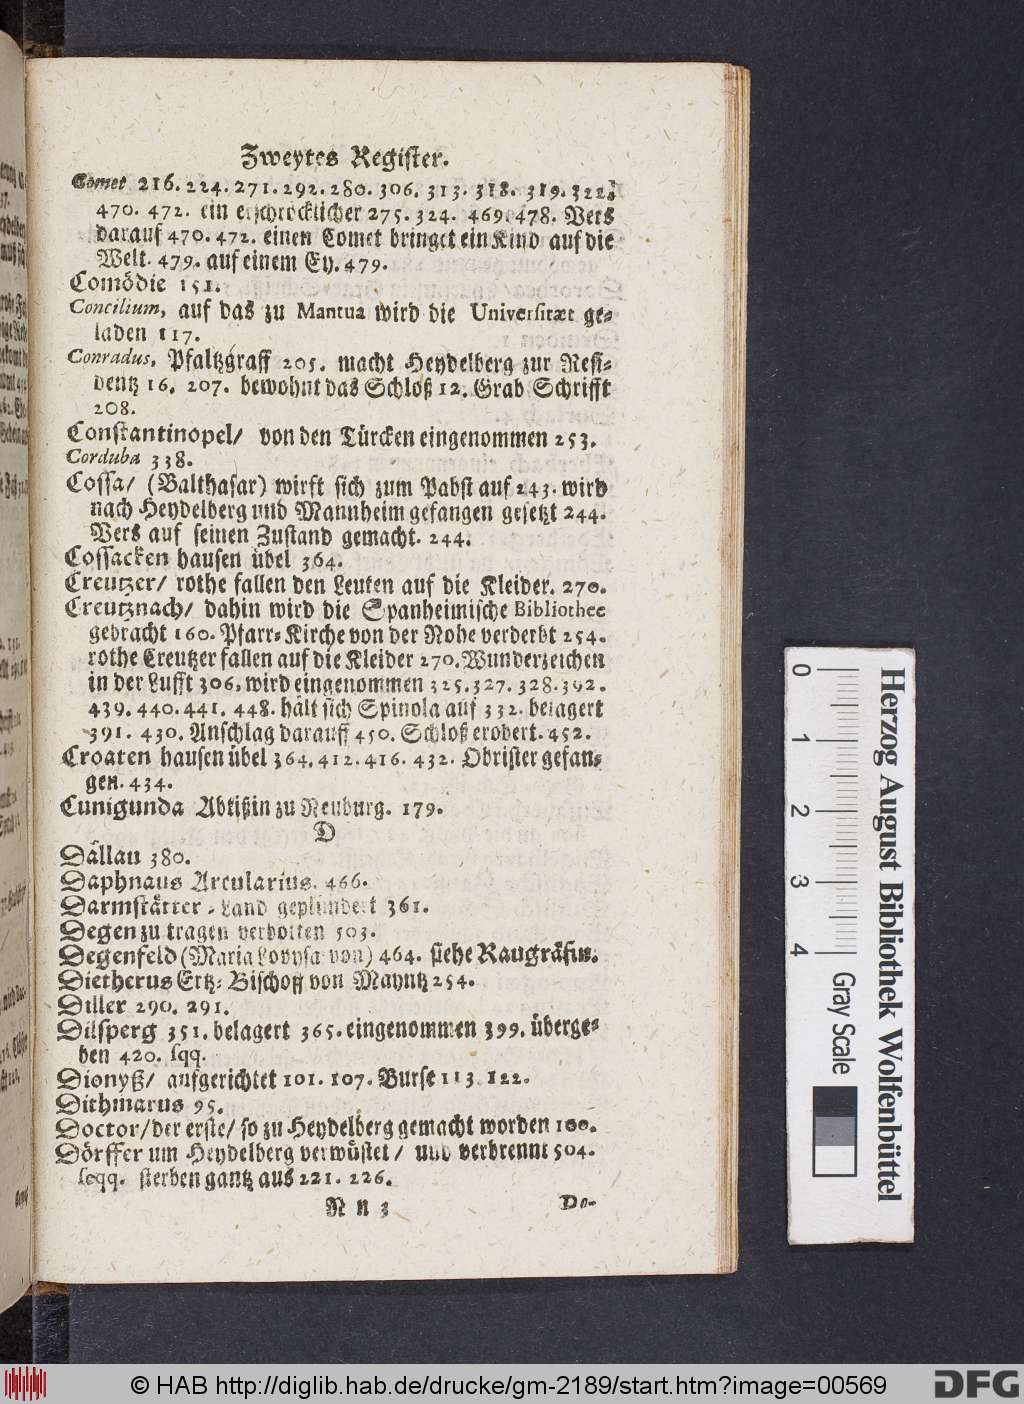 Zweytes Register.
Comet 216. 224. 271. 292. 280. 306. 313. 318. 319. 322.
470. 472. ein erschröcklicher 275. 324. 469. 478. Vers
darauf 470. 472. einen Comet bringet ein Kind auf die
Welt. 479. auf einem Ey. 479.
Comödie 151.
Concilium, auf das zu Mantua wird die Universitæt ge-
laden 117.
Conradus, Pfaltzgraff 205. macht Heydelberg zur Resi-
dentz 16. 207. bewohnt das Schloß 12. Grab Schrifft
208.
Constantinopel/ von den Türcken eingenommen 253.
Corduba 338.
Cossa/ (Balthasar) wirft sich zum Pabst auf 243. wird
nach Heydelberg und Mannheim gefangen gesetzt 244.
Vers auf seinen Zustand gemacht. 244.
Cossacken hausen übel 364.
Creutzer/ rothe fallen den Leuten auf die Kleider. 270.
Creutznach/ dahin wird die Spanheimische Bibliothec
gebracht 160. Pfarr-Kirche von der Nohe verderbt 254.
rothe Creutzer fallen auf die Kleider 270. Wunderzeichen
in der Lufft 306. wird eingenommen 325. 327. 328. 392.
439. 440. 441. 448. hält sich Spinola auf 332. belagert
391. 430. Anschlag darauff 450. Schloß erobert. 452.
Croaten hausen übel 364. 412. 416. 432. Obrister gefan-
gen. 434.
Cunigunda Abtißin zu Neuburg. 179.
D
Dállau 380.
Daphnaus Arcularius. 466.
Darmstätter-Land geplündert 361.
Degen zu tragen verbotten 503.
Degenfeld (Maria Lovysa von) 464. siehe Raugräfin.
Dietherus Ertz-Bischoff von Mayntz 254.
Diller 290. 291.
Dilsperg 351. belagert 365. eingenommen 399. überge-
ben 420. sqq.
Dionyß/ aufgerichtet 101. 107. Burse 113. 122.
Dithmarus 95.
Doctor/ der erste/ so zu Heydelberg gemacht worden 100.
Dörffer um Heydelberg verwüstet/ und verbrennt 504.
seqq. sterben gantz aus 221. 226.
N n 3 Do-
0 1 2 3 4
Gray Scale
Herzog August Bibliothek Wolfenbüttel
© HAB http://diglib.hab.de/drucke/gm-2189/start.htm?image=00569
DFG